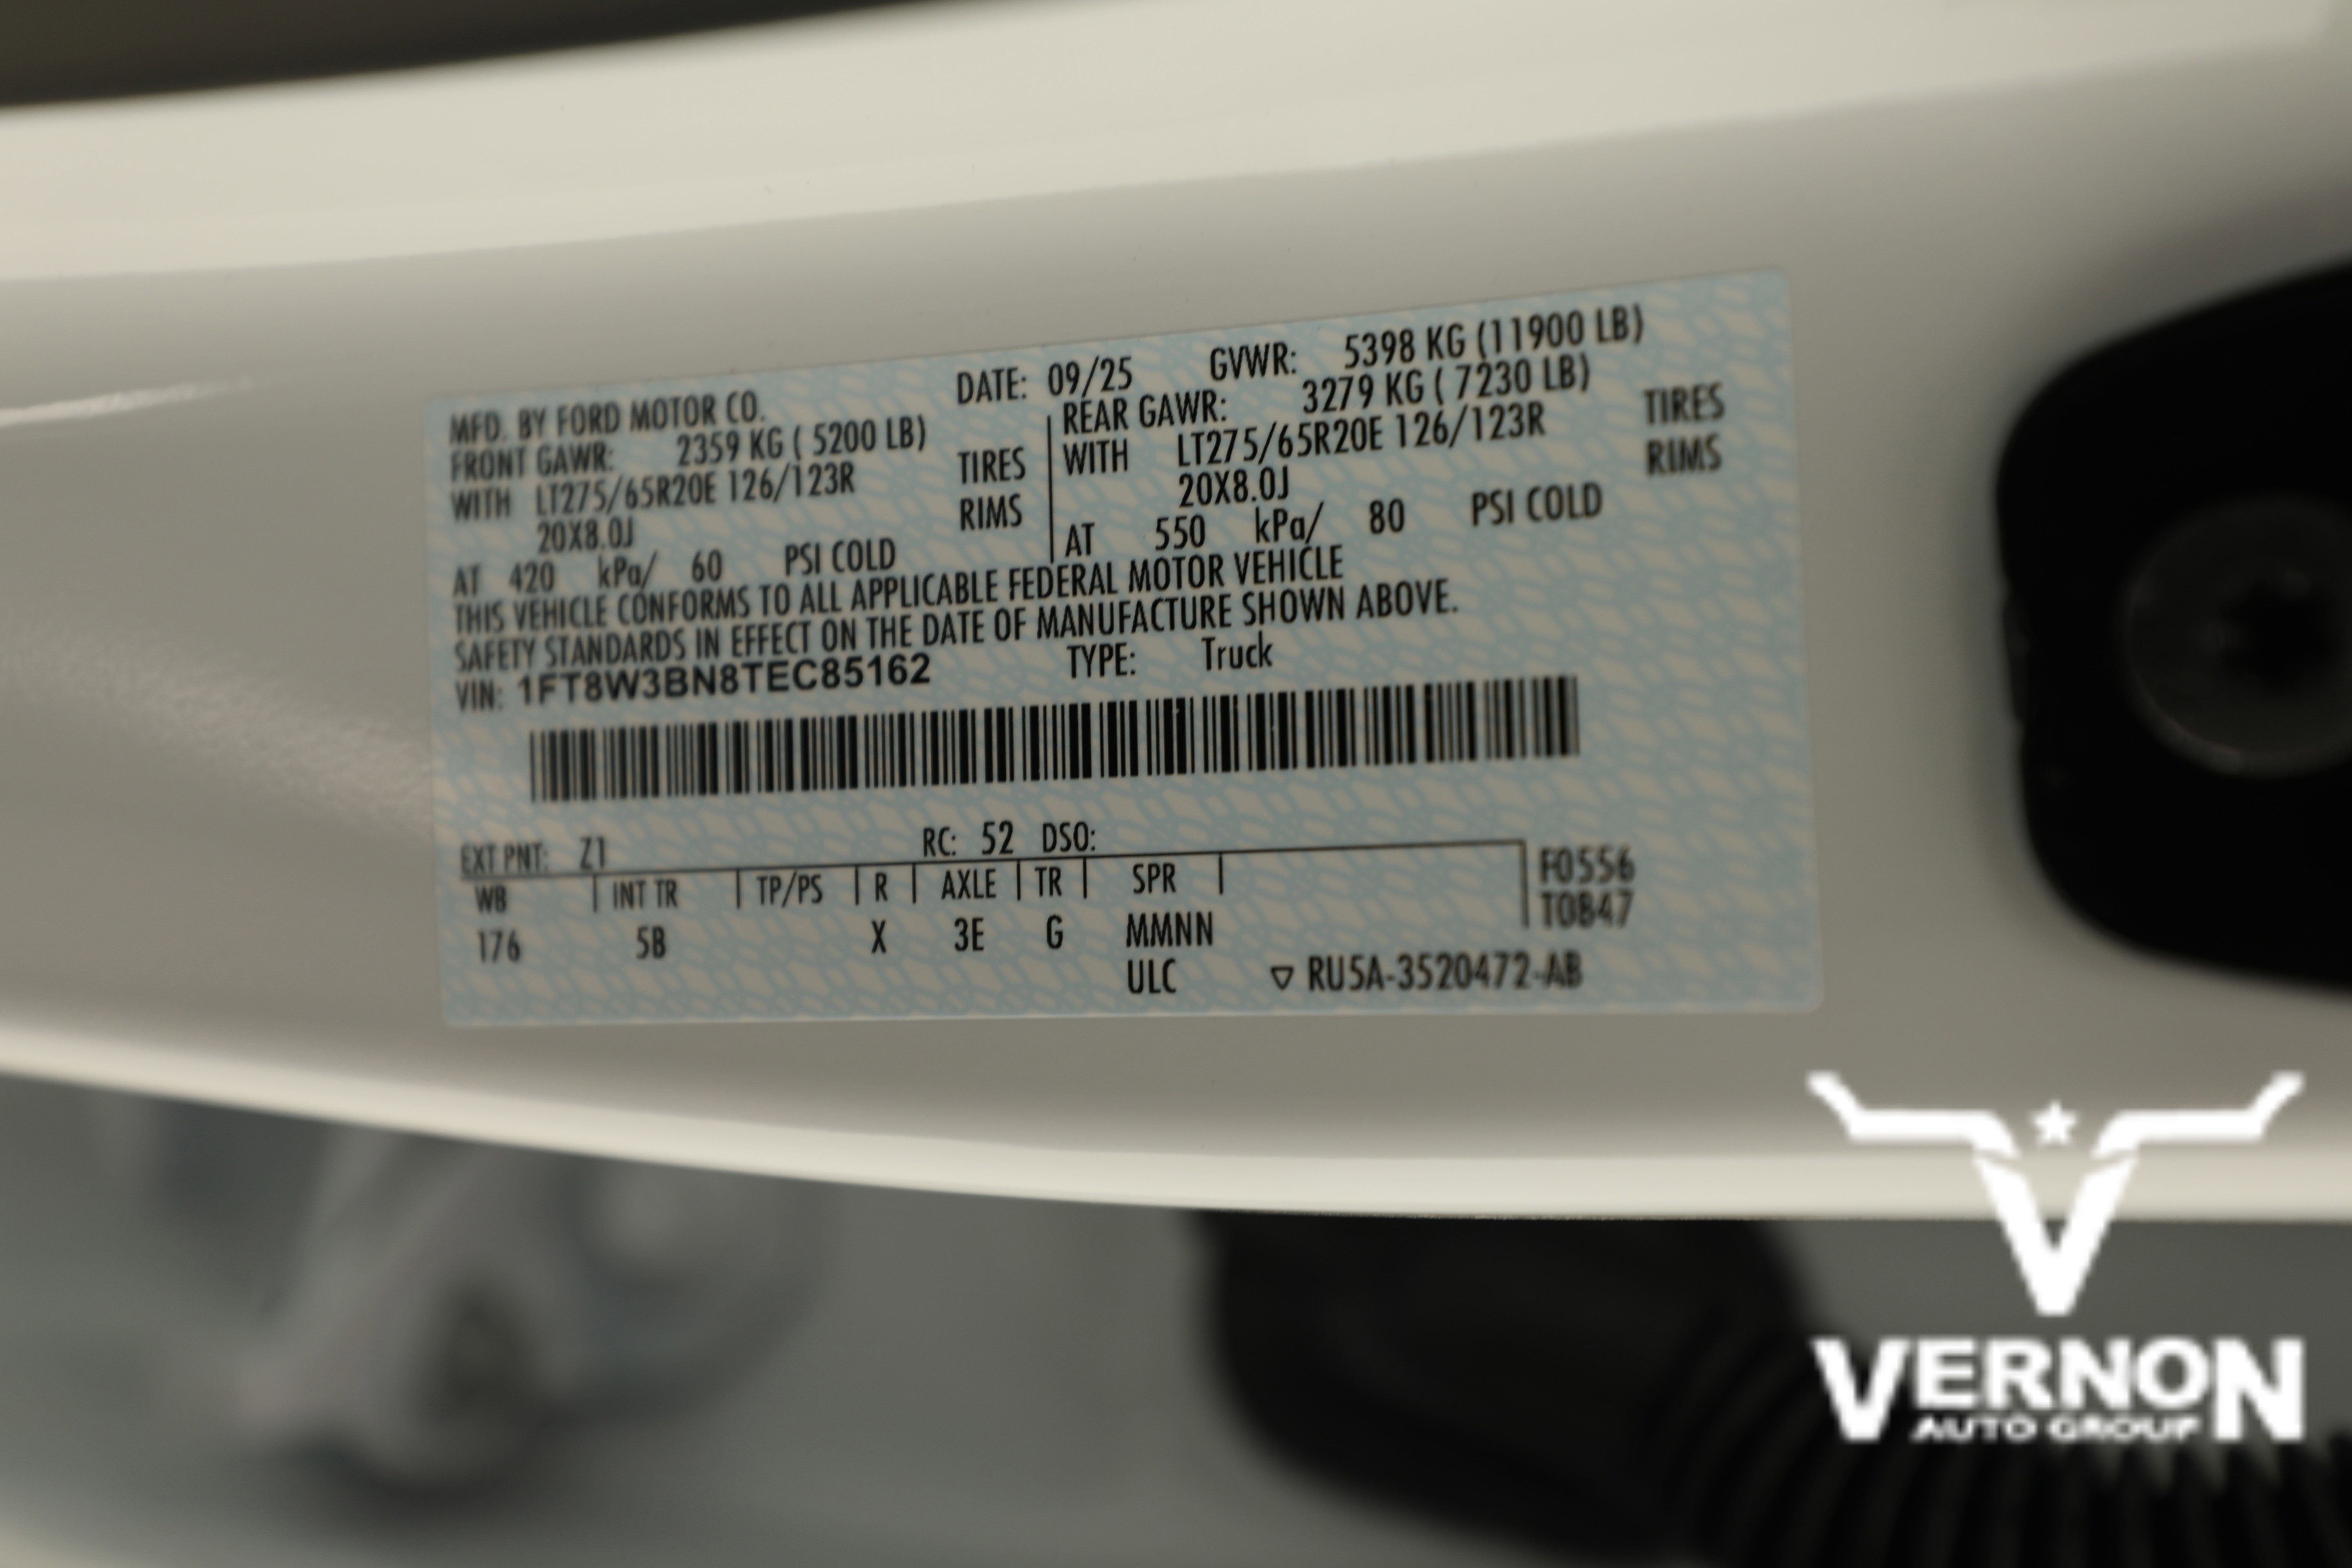 MFD. BY FORD MOTOR CO. DATE: 09/25 GVWR: 5398 KG (11900 LB)
FRONT GAWR: 2359 KG ( 5200 LB) REAR GAWR: 3279 KG ( 7230 LB)
WITH LT275/65R20E 126/123R TIRES WITH LT275/65R20E 126/123R TIRES
20X8.0J RIMS 20X8.0J RIMS
AT 420 kPa/ 60 PSI COLD AT 550 kPa/ 80 PSI COLD
THIS VEHICLE CONFORMS TO ALL APPLICABLE FEDERAL MOTOR VEHICLE
SAFETY STANDARDS IN EFFECT ON THE DATE OF MANUFACTURE SHOWN ABOVE.
VIN: 1FT8W3BN8TEC85162 TYPE: Truck
EXT PNT: Z1 RC: 52 DSO:
WB INT TR TP/PS R AXLE TR SPR F0556
176 5B X 3E G MMNN T0B47
ULC ▽ RU5A-3520472-AB
VERNON
AUTO GROUP